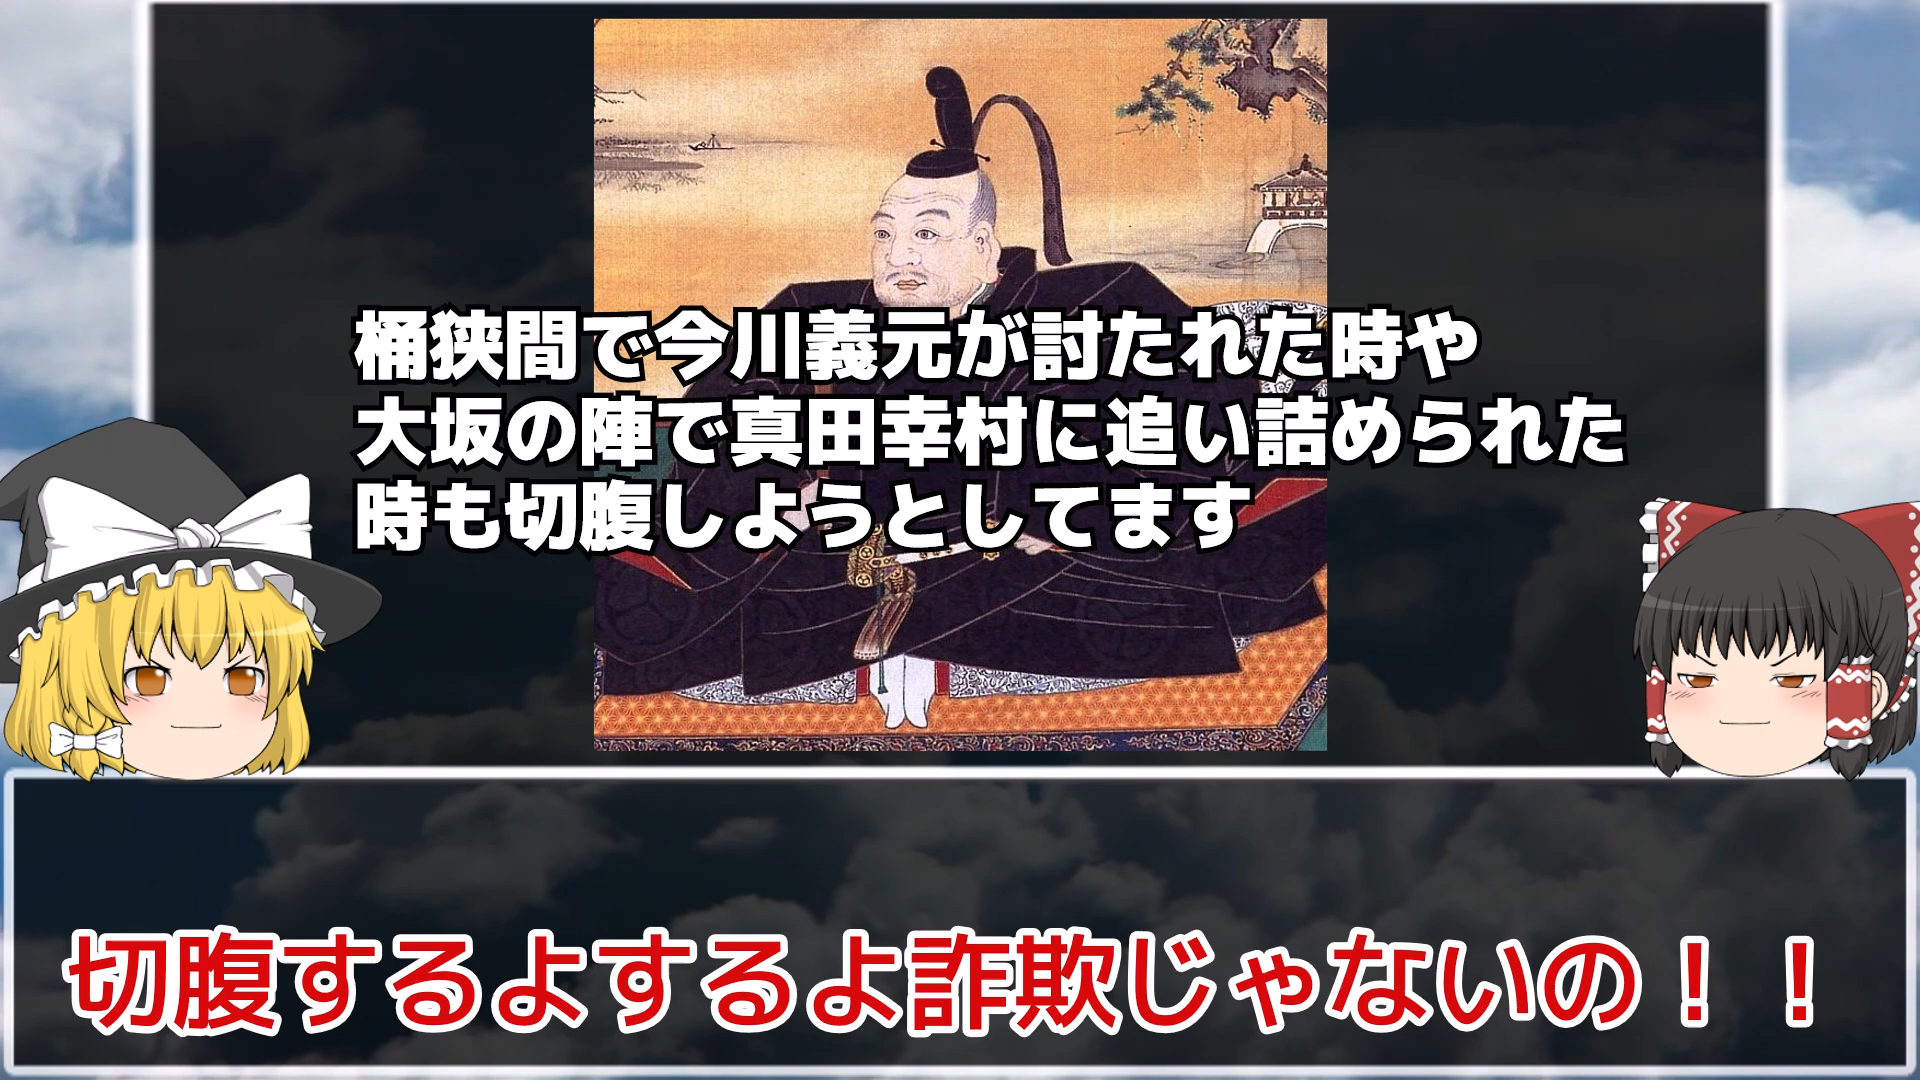 桶狭間で今川義元が討たれた時や
大坂の陣で真田幸村に追い詰められた
時も切腹しようとしてます
切腹するよするよ詐欺じゃないの！！